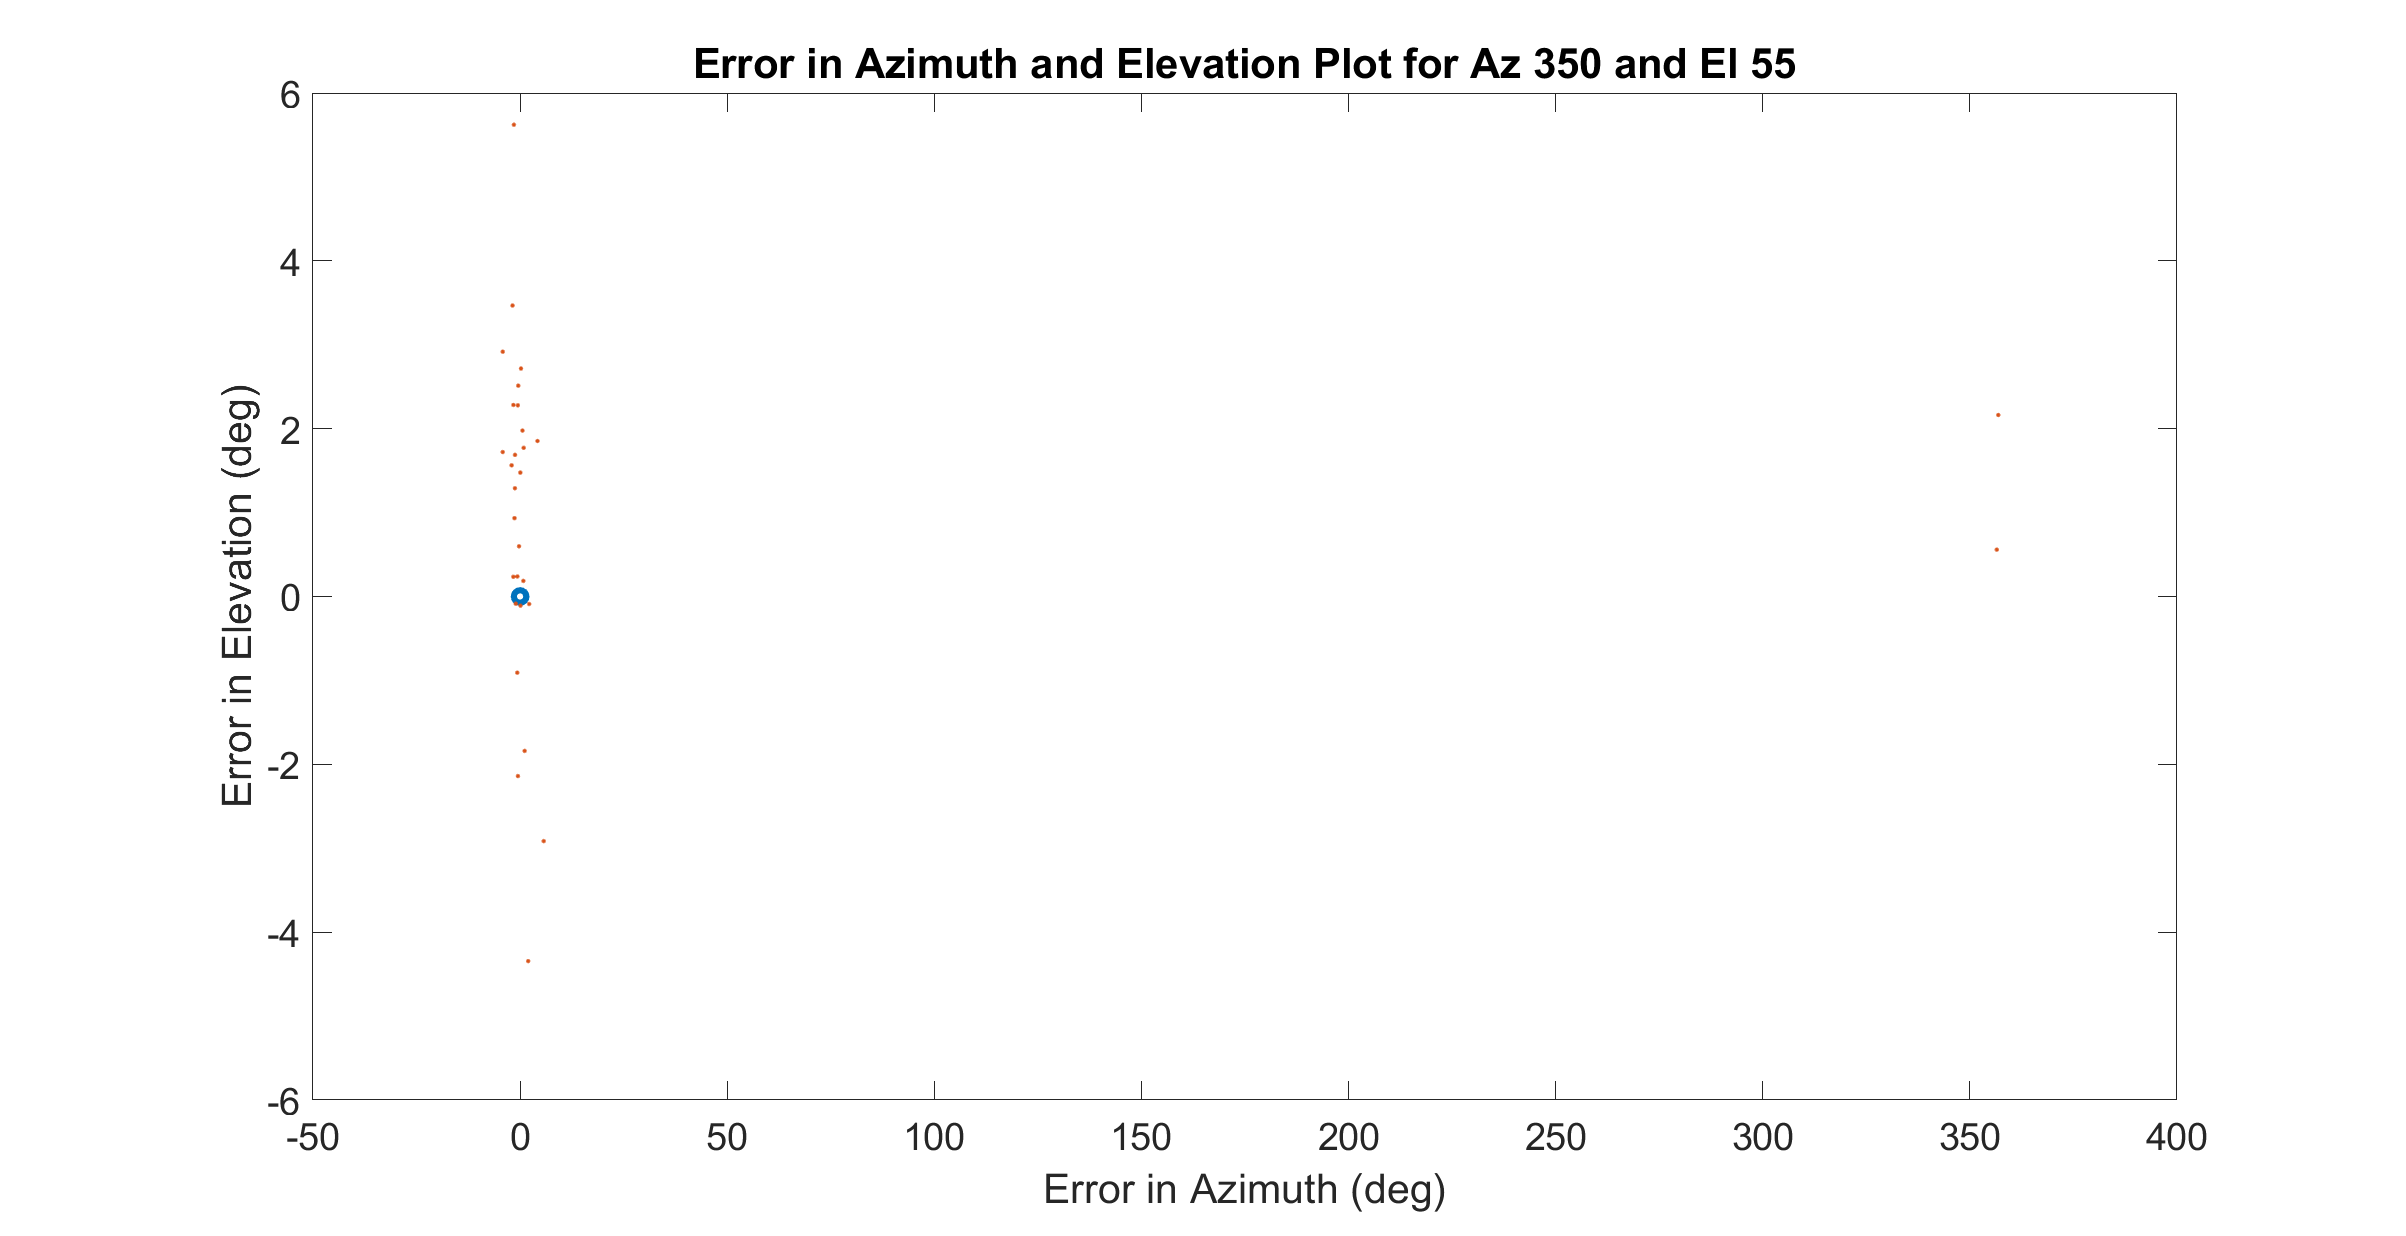 Error in Azimuth and Elevation Plot for Az 350 and El 55
6
4
2
0
-2
-4
-6
Error in Elevation (deg)
-50 0 50 100 150 200 250 300 350 400
Error in Azimuth (deg)